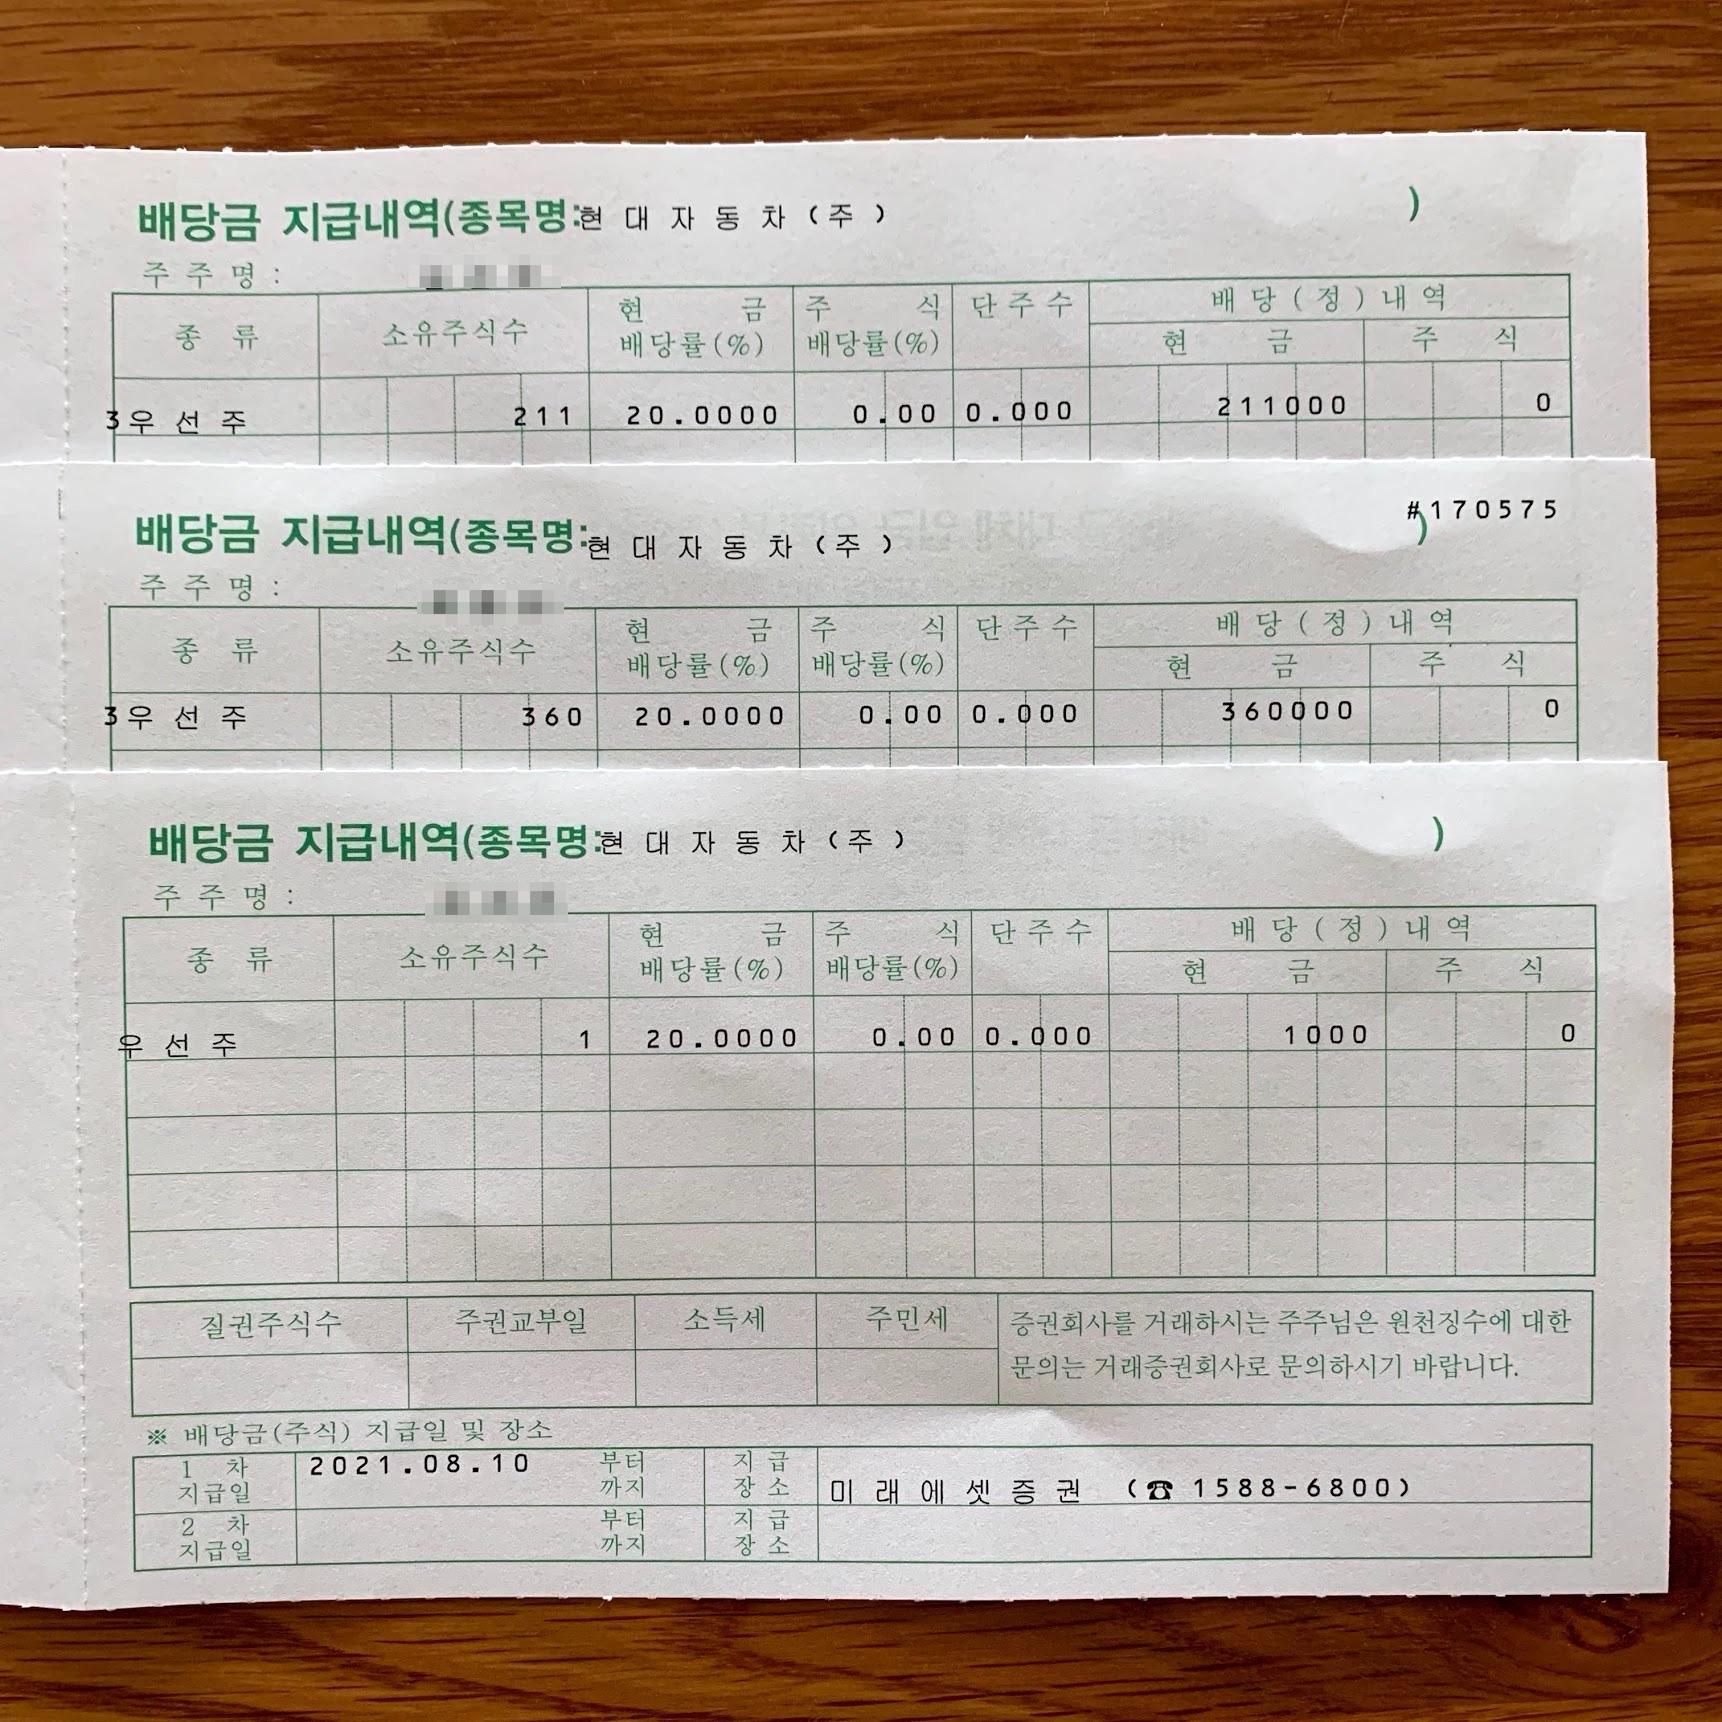 배당금 지급내역(종목명:현대자동차(주) )
주주명 :
종 류 소유주식수 현 금 배당률(%) 주 식 배당률(%) 단주수 배당(정)내역
현 금 주 식
3우선주 211 20.0000 0.00 0.000 211000 0
#170575
배당금 지급내역(종목명:현대자동차(주) )
주주명 :
종 류 소유주식수 현 금 배당률(%) 주 식 배당률(%) 단주수 배당(정)내역
현 금 주 식
3우선주 360 20.0000 0.00 0.000 360000 0
배당금 지급내역(종목명:현대자동차(주) )
주주명 :
종 류 소유주식수 현 금 배당률(%) 주 식 배당률(%) 단주수 배당(정)내역
현 금 주 식
우선주 1 20.0000 0.00 0.000 1000 0
질권주식수 주권교부일 소득세 주민세 증권회사를 거래하시는 주주님은 원천징수에 대한
문의는 거래증권회사로 문의하시기 바랍니다.
※ 배당금(주식) 지급일 및 장소
1 차 2021.08.10 부터 지급
지급일 까지 장소 미래에셋증권 (☎ 1588-6800)
2 차 부터 지급
지급일 까지 장소